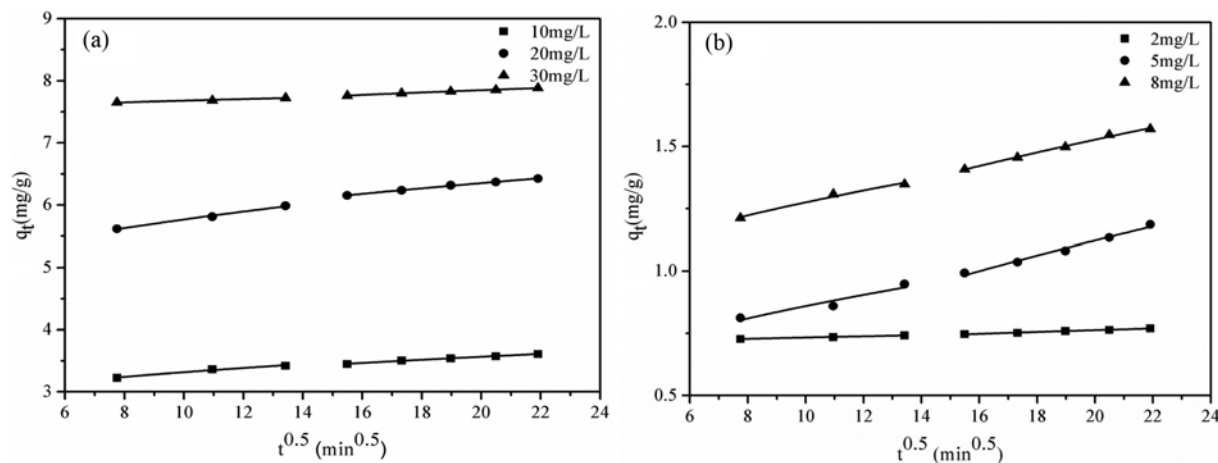 (a)
10mg/L
20mg/L
30mg/L
9
8
7
6
5
4
3
6 8 10 12 14 16 18 20 22 24
qt(mg/g)
t^0.5 (min^0.5)
(b)
2mg/L
5mg/L
8mg/L
2.0
1.5
1.0
0.5
6 8 10 12 14 16 18 20 22 24
qt(mg/g)
t^0.5 (min^0.5)